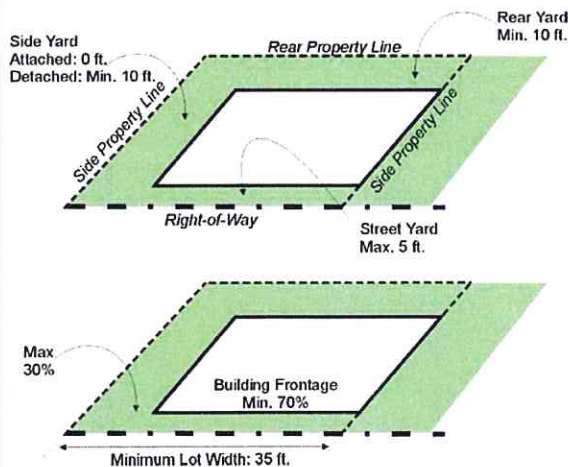 Side Yard
Attached: 0 ft.
Detached: Min. 10 ft.
Rear Property Line
Rear Yard
Min. 10 ft.
Side Property Line
Side Property Line
Right-of-Way
Street Yard
Max. 5 ft.
Max
30%
Building Frontage
Min. 70%
Minimum Lot Width: 35 ft.